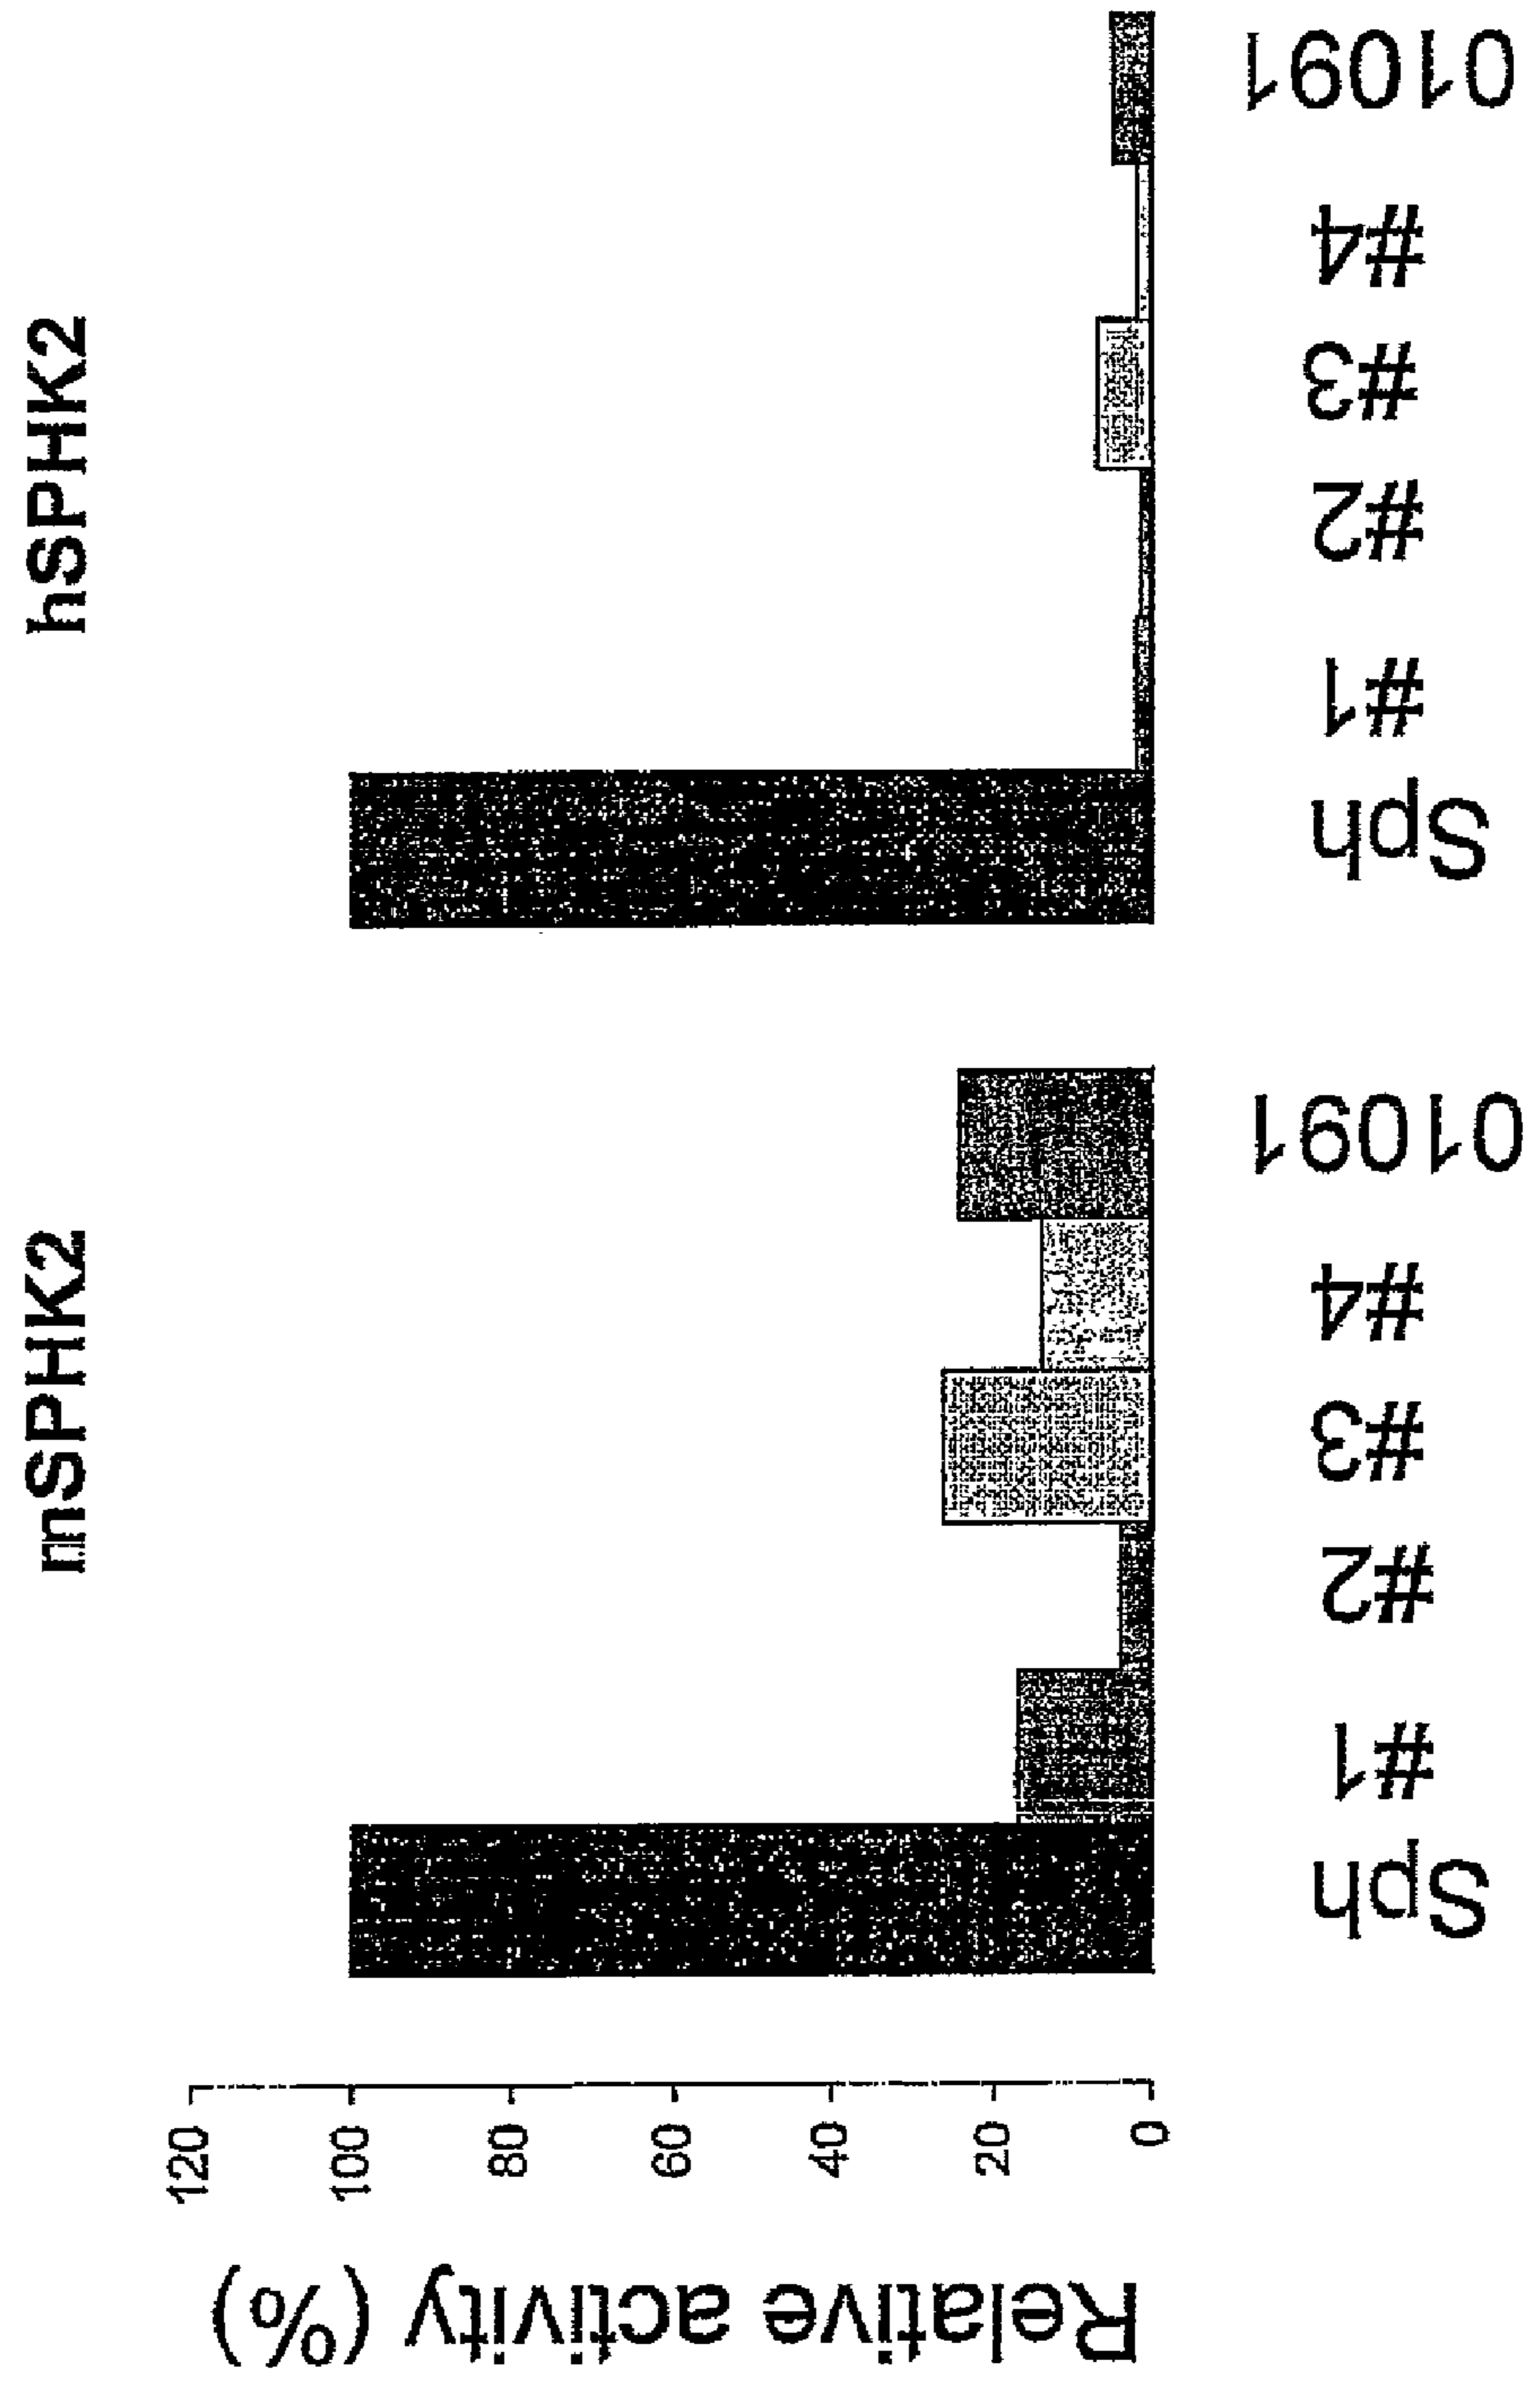 mSPHK2
hSPHK2
Relative activity (%)
120
100
80
60
40
20
0
Sph #1 #2 #3 #4 01091
Sph #1 #2 #3 #4 01091